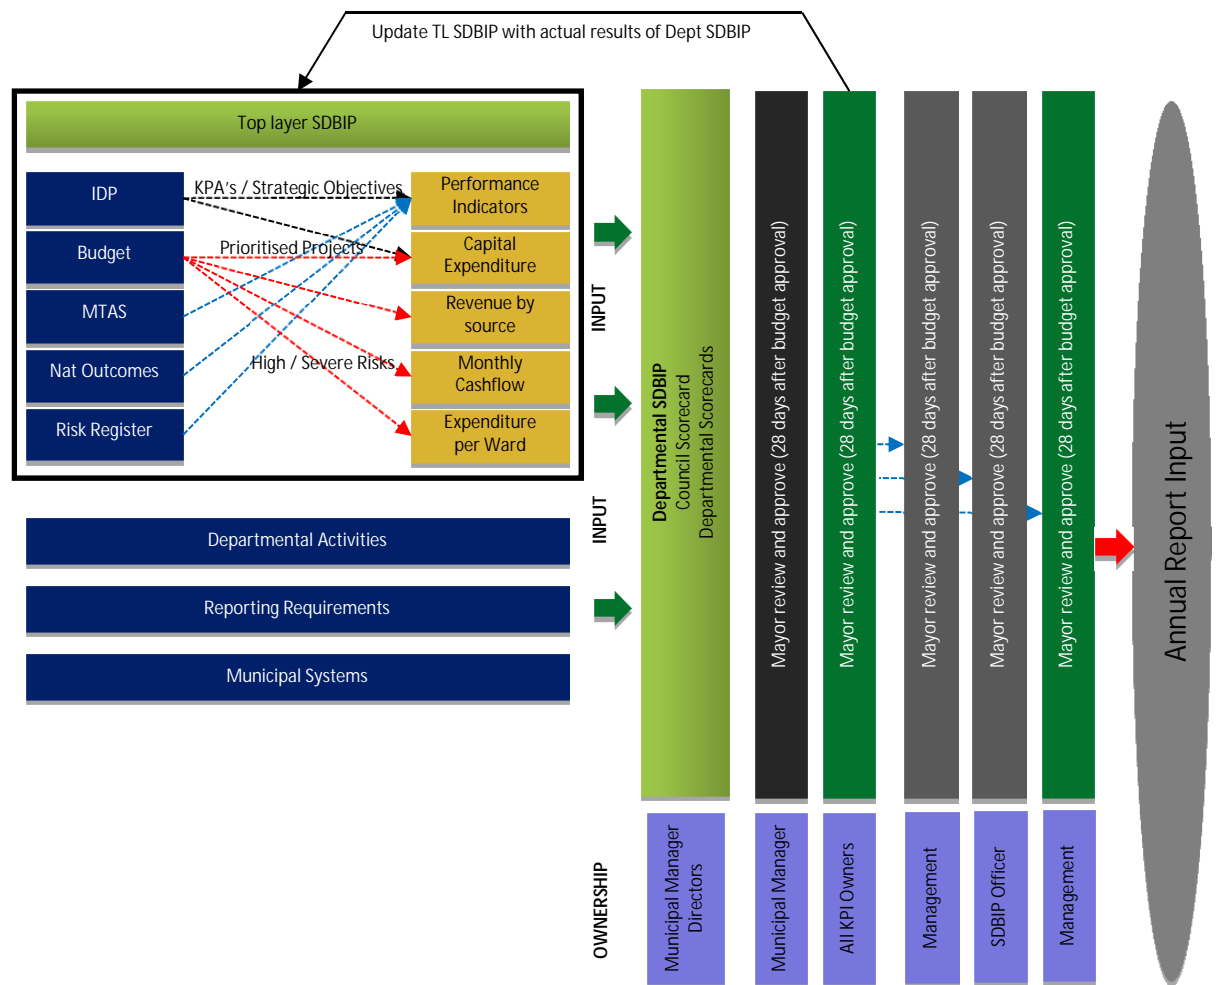 Update TL SDBIP with actual results of Dept SDBIP
Top layer SDBIP
IDP
Budget
MTAS
Nat Outcomes
Risk Register
KPA's / Strategic Objectives
Prioritised Projects
High / Severe Risks
Performance
Indicators
Capital
Expenditure
Revenue by
source
Monthly
Cashflow
Expenditure
per Ward
Departmental Activities
Reporting Requirements
Municipal Systems
INPUT
INPUT
OWNERSHIP
Departmental SDBIP
Council Scorecard
Departmental Scorecards
Mayor review and approve (28 days after budget approval)
Mayor review and approve (28 days after budget approval)
Mayor review and approve (28 days after budget approval)
Mayor review and approve (28 days after budget approval)
Mayor review and approve (28 days after budget approval)
Municipal Manager
Directors
Municipal Manager
All KPI Owners
Management
SDBIP Officer
Management
Annual Report Input